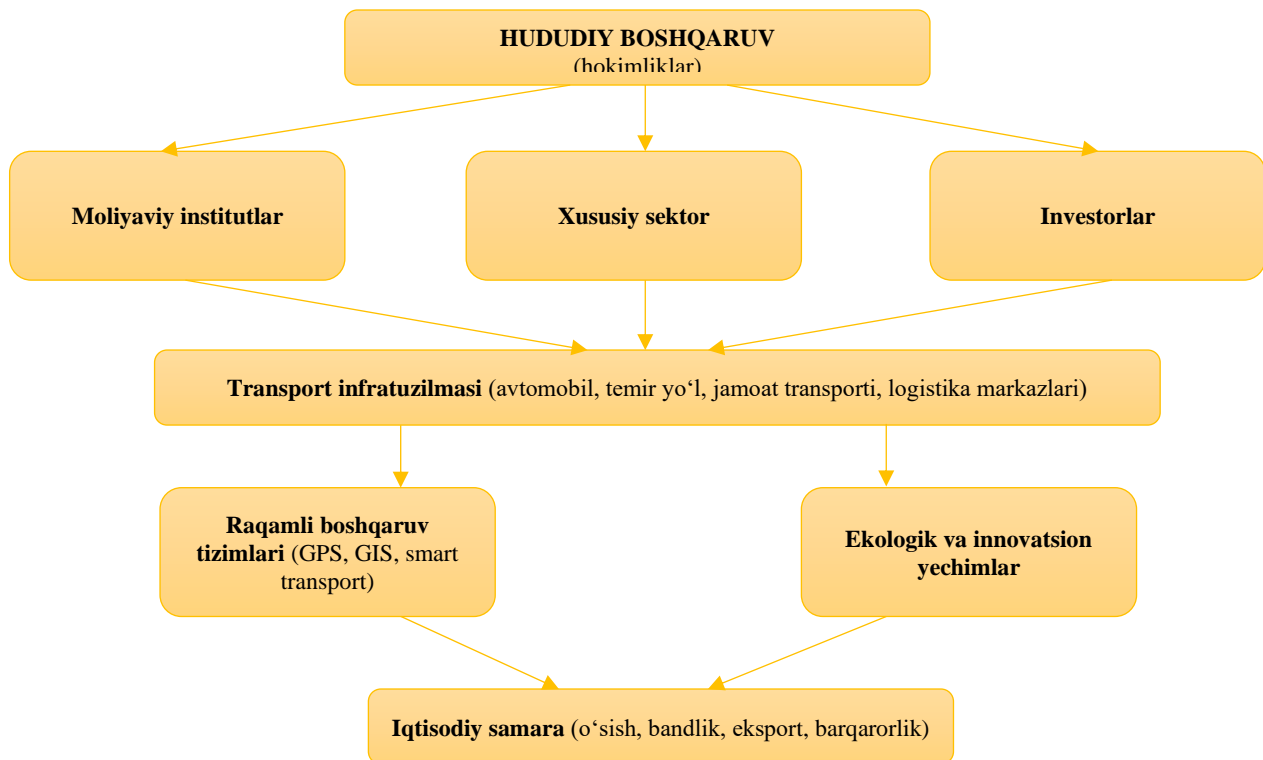 HUDUDIY BOSHQARUV
(hokimliklar)
Moliyaviy institutlar
Xususiy sektor
Investorlar
Transport infratuzilmasi (avtomobil, temir yo‘l, jamoat transporti, logistika markazlari)
Raqamli boshqaruv
tizimlari (GPS, GIS, smart
transport)
Ekologik va innovatsion
yechimlar
Iqtisodiy samara (o‘sish, bandlik, eksport, barqarorlik)